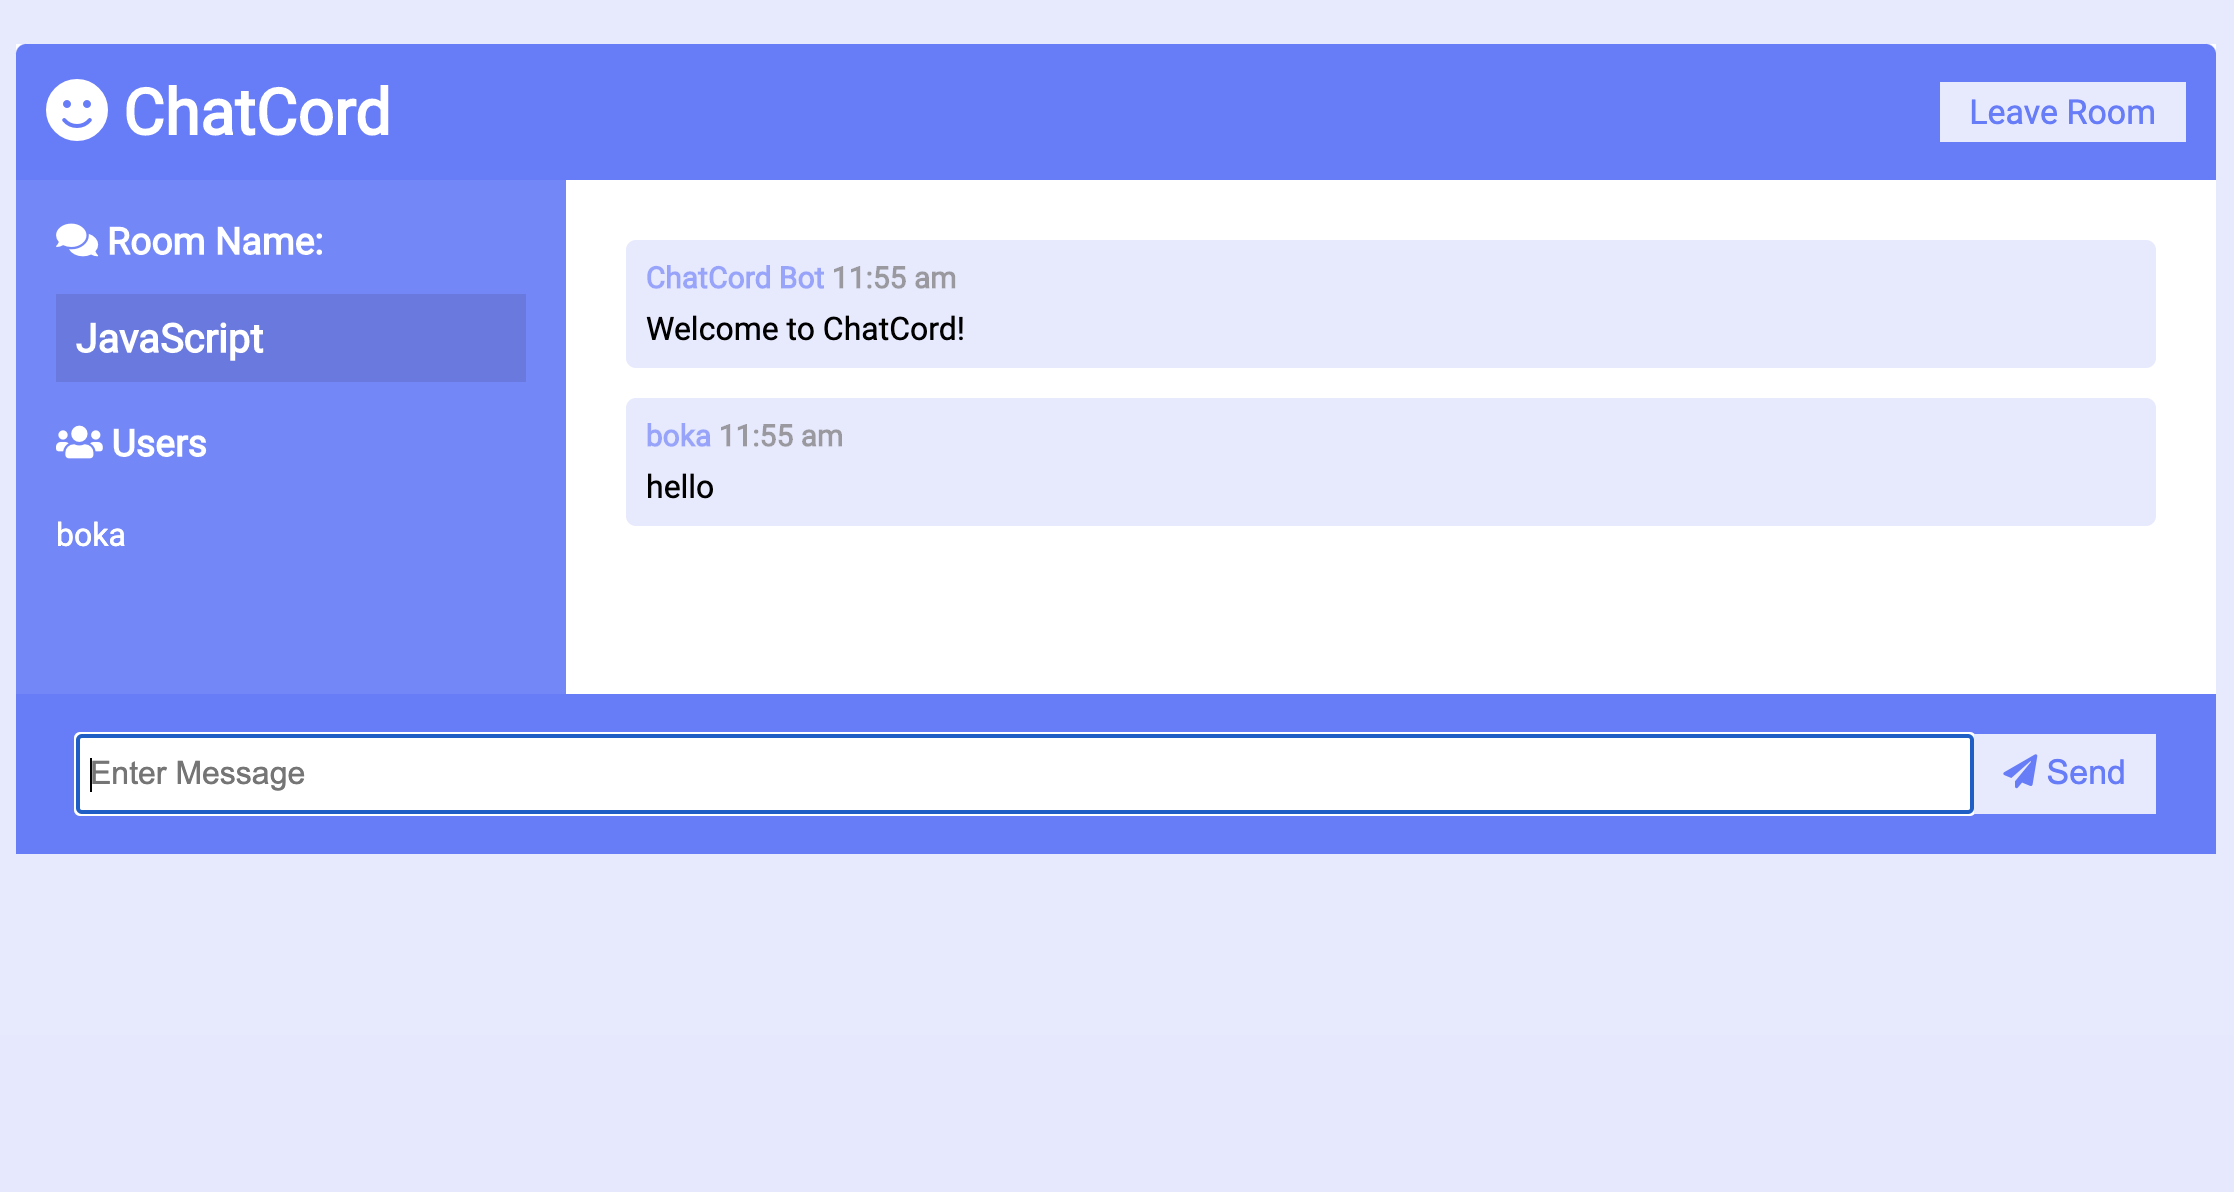 ChatCord
Leave Room
Room Name:
JavaScript
Users
boka
ChatCord Bot 11:55 am
Welcome to ChatCord!
boka 11:55 am
hello
Enter Message
Send